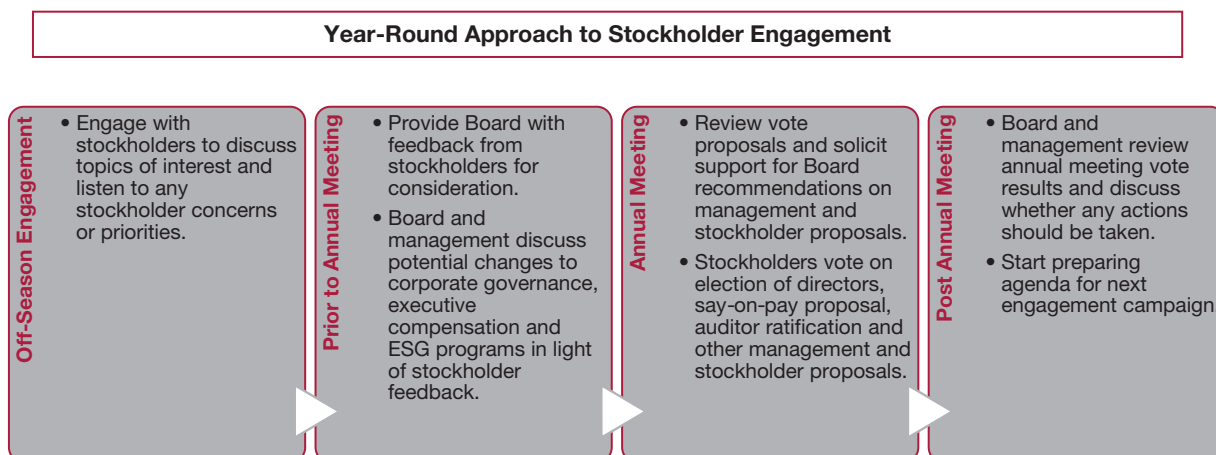 Year-Round Approach to Stockholder Engagement
Off-Season Engagement
• Engage with
stockholders to discuss
topics of interest and
listen to any
stockholder concerns
or priorities.
Prior to Annual Meeting
• Provide Board with
feedback from
stockholders for
consideration.
• Board and
management discuss
potential changes to
corporate governance,
executive
compensation and
ESG programs in light
of stockholder
feedback.
Annual Meeting
• Review vote
proposals and solicit
support for Board
recommendations on
management and
stockholder proposals.
• Stockholders vote on
election of directors,
say-on-pay proposal,
auditor ratification and
other management and
stockholder proposals.
Post Annual Meeting
• Board and
management review
annual meeting vote
results and discuss
whether any actions
should be taken.
• Start preparing
agenda for next
engagement campaign.